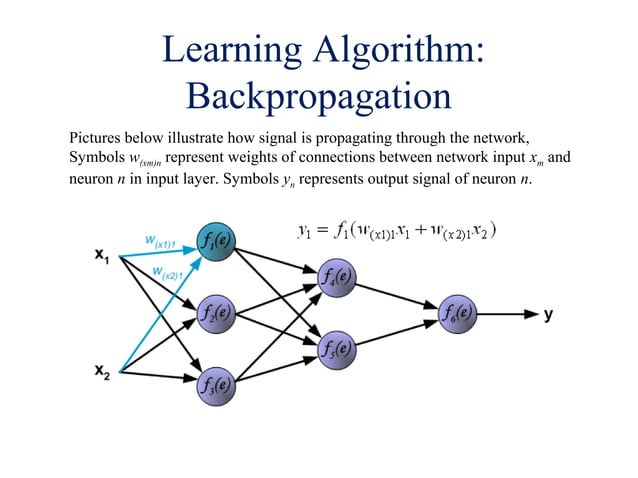 Learning Algorithm:
Backpropagation
Pictures below illustrate how signal is propagating through the network,
Symbols w(xm)n represent weights of connections between network input xm and
neuron n in input layer. Symbols yn represents output signal of neuron n.
y1 = f1(w(x1)1x1 + w(x2)1x2)
w(x1)1
f1(e)
x1
w(x2)1
f4(e)
f2(e)
f6(e)
y
f5(e)
x2
f3(e)